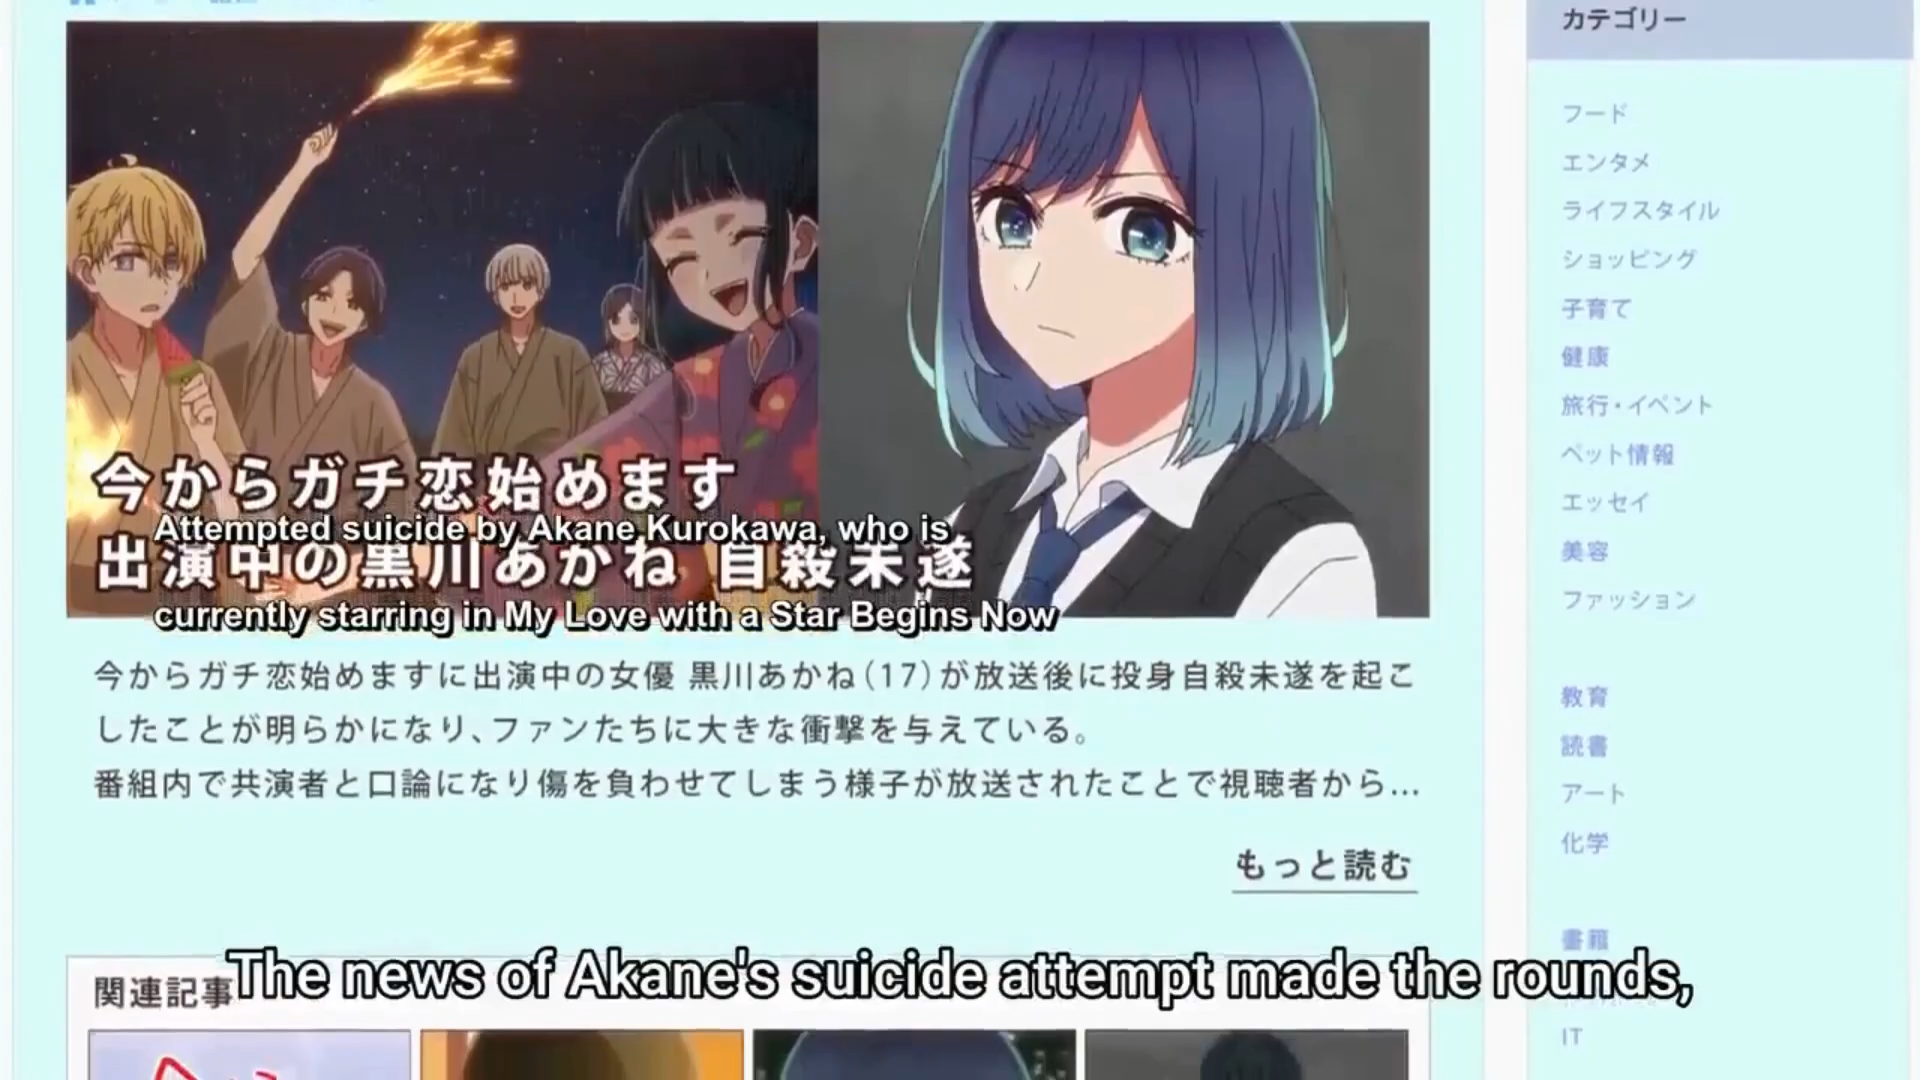 今からガチ恋始めます
Attempted suicide by Akane Kurokawa, who is
出演中の黒川あかね 自殺未遂
currently starring in My Love with a Star Begins Now
今からガチ恋始めますに出演中の女優 黒川あかね（17）が放送後に投身自殺未遂を起こ
したことが明らかになり、ファンたちに大きな衝撃を与えている。
番組内で共演者と口論になり傷を負わせてしまう様子が放送されたことで視聴者から…
もっと読む
関連記事
The news of Akane's suicide attempt made the rounds,
カテゴリー
フード
エンタメ
ライフスタイル
ショッピング
子育て
健康
旅行・イベント
ペット情報
エッセイ
美容
ファッション
教育
読書
アート
化学
書籍
IT